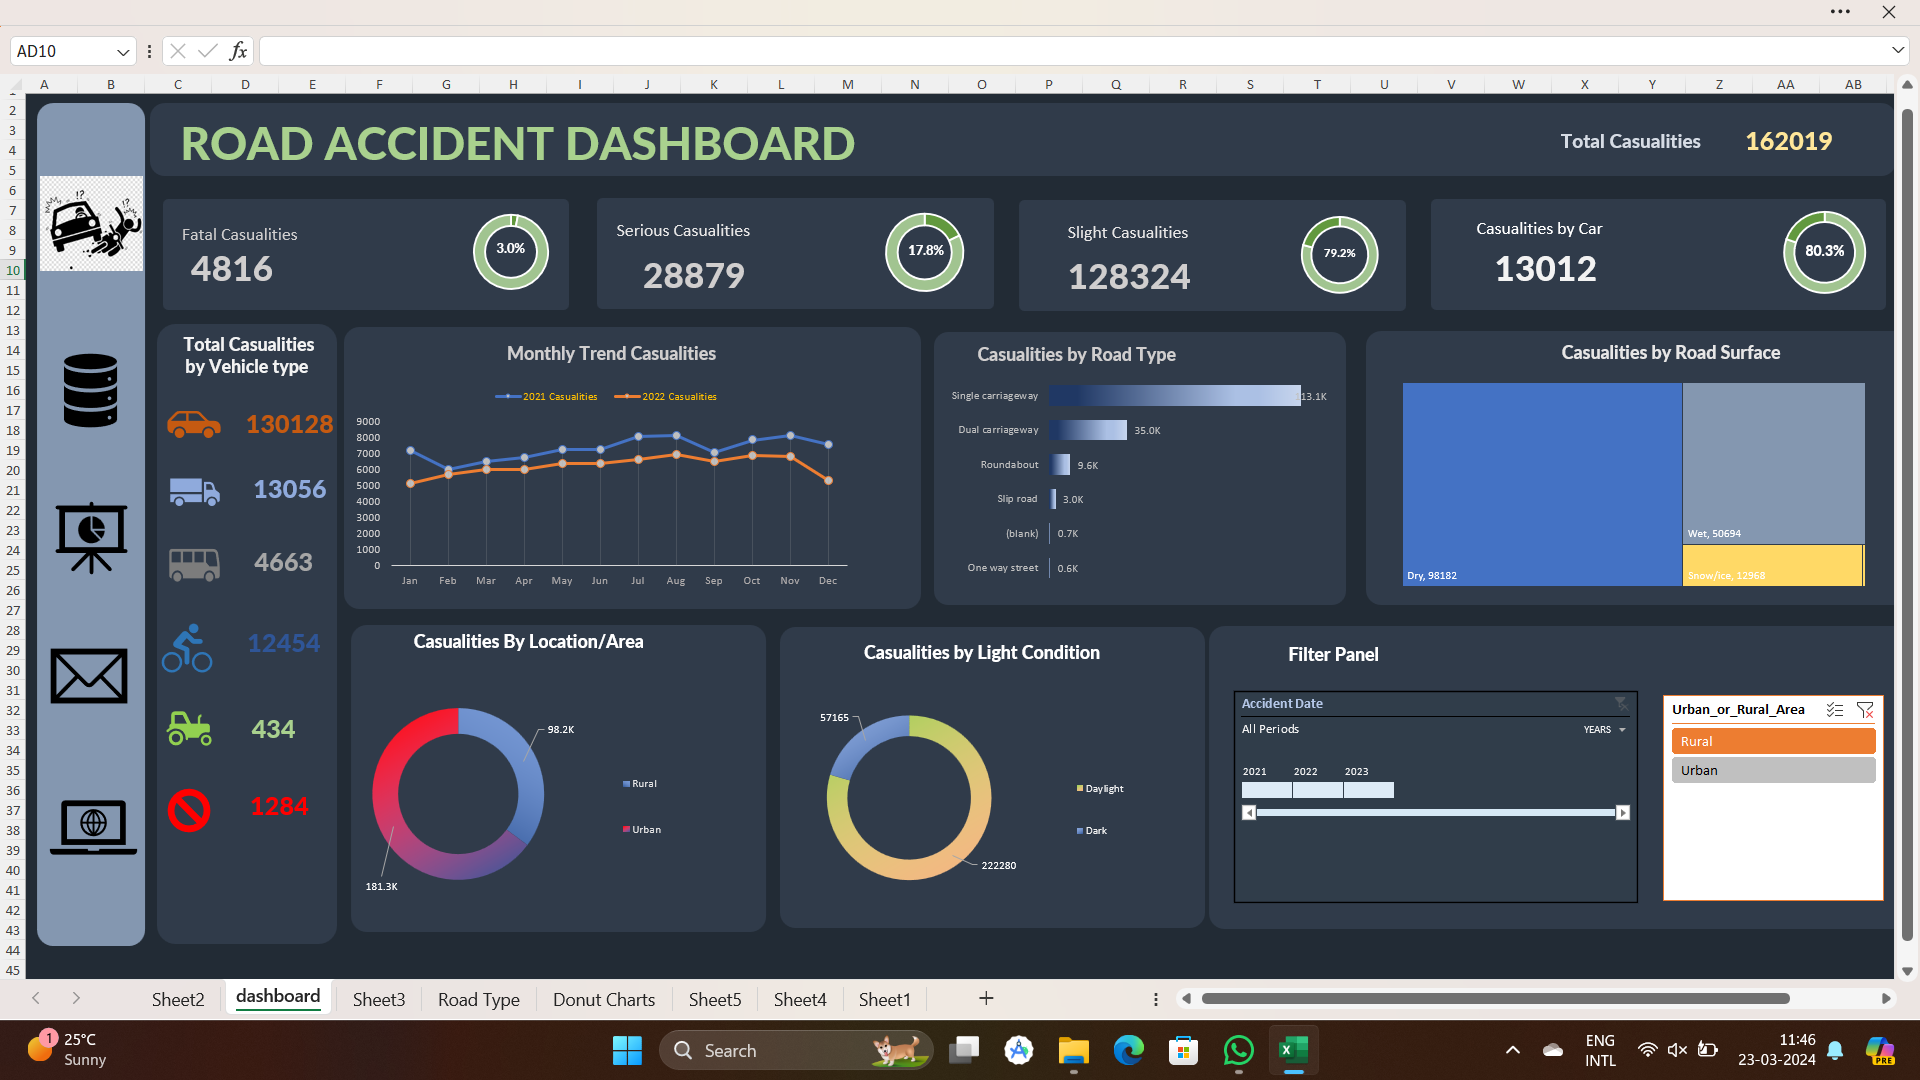 AD10
fx
A B C D E F G H I J K L M N O P Q R S T U V W X Y Z AA AB
1
2
3
4
5
6
7
8
9
10
11
12
13
14
15
16
17
18
19
20
21
22
23
24
25
26
27
28
29
30
31
32
33
34
35
36
37
38
39
40
41
42
43
44
45
ROAD ACCIDENT DASHBOARD
Total Casualities 162019
Fatal Casualities
4816
3.0%
Serious Casualities
28879
17.8%
Slight Casualities
128324
79.2%
Casualities by Car
13012
80.3%
!?
?!
Total Casualities
by Vehicle type
130128
13056
4663
12454
434
1284
Monthly Trend Casualities
2021 Casualities 2022 Casualities
9000
8000
7000
6000
5000
4000
3000
2000
1000
0
Jan Feb Mar Apr May Jun Jul Aug Sep Oct Nov Dec
Casualities by Road Type
Single carriageway 113.1K
Dual carriageway 35.0K
Roundabout 9.6K
Slip road 3.0K
(blank) 0.7K
One way street 0.6K
Casualities by Road Surface
Dry, 98182
Wet, 50694
Snow/ice, 12968
Casualities By Location/Area
98.2K
181.3K
Rural
Urban
Casualities by Light Condition
57165
222280
Daylight
Dark
Filter Panel
Accident Date
All Periods YEARS
2021 2022 2023
Urban_or_Rural_Area
Rural
Urban
Sheet2 dashboard Sheet3 Road Type Donut Charts Sheet5 Sheet4 Sheet1
1
25°C
Sunny
Search
ENG
INTL
11:46
23-03-2024
PRE